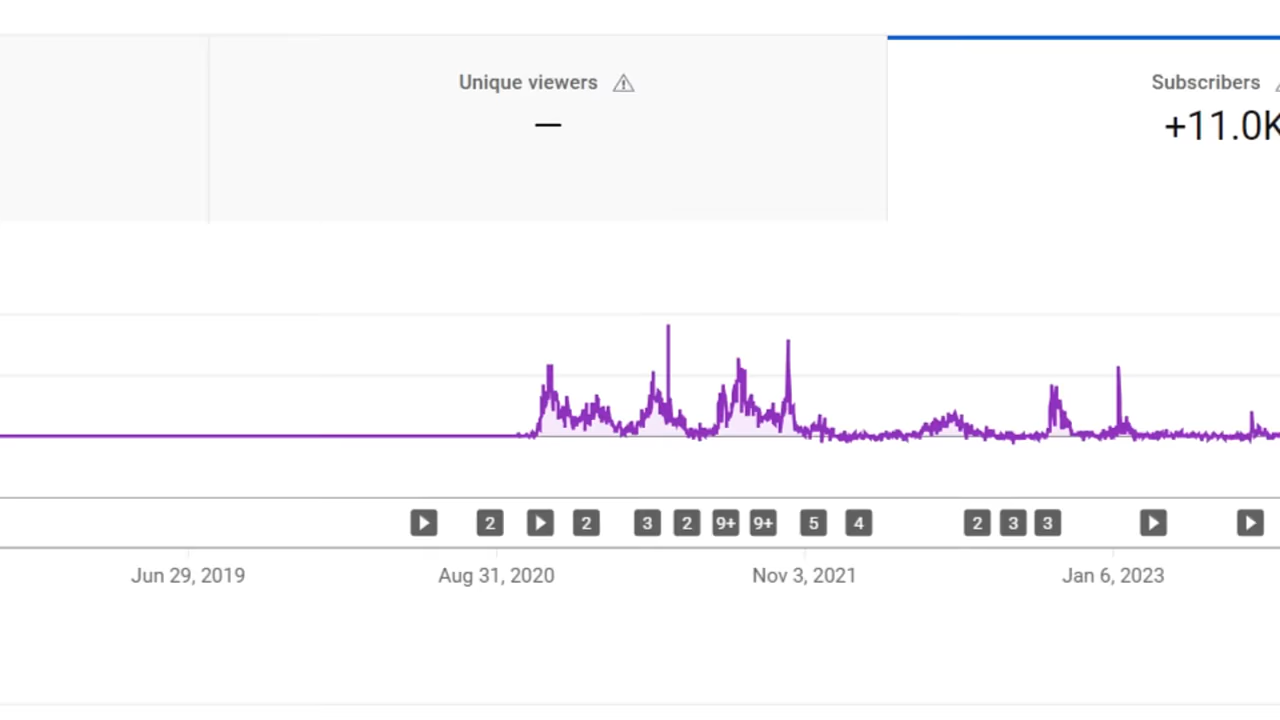 Unique viewers
Subscribers
—
+11.0K
2
2
3
2
9+
9+
5
4
2
3
3
Jun 29, 2019
Aug 31, 2020
Nov 3, 2021
Jan 6, 2023